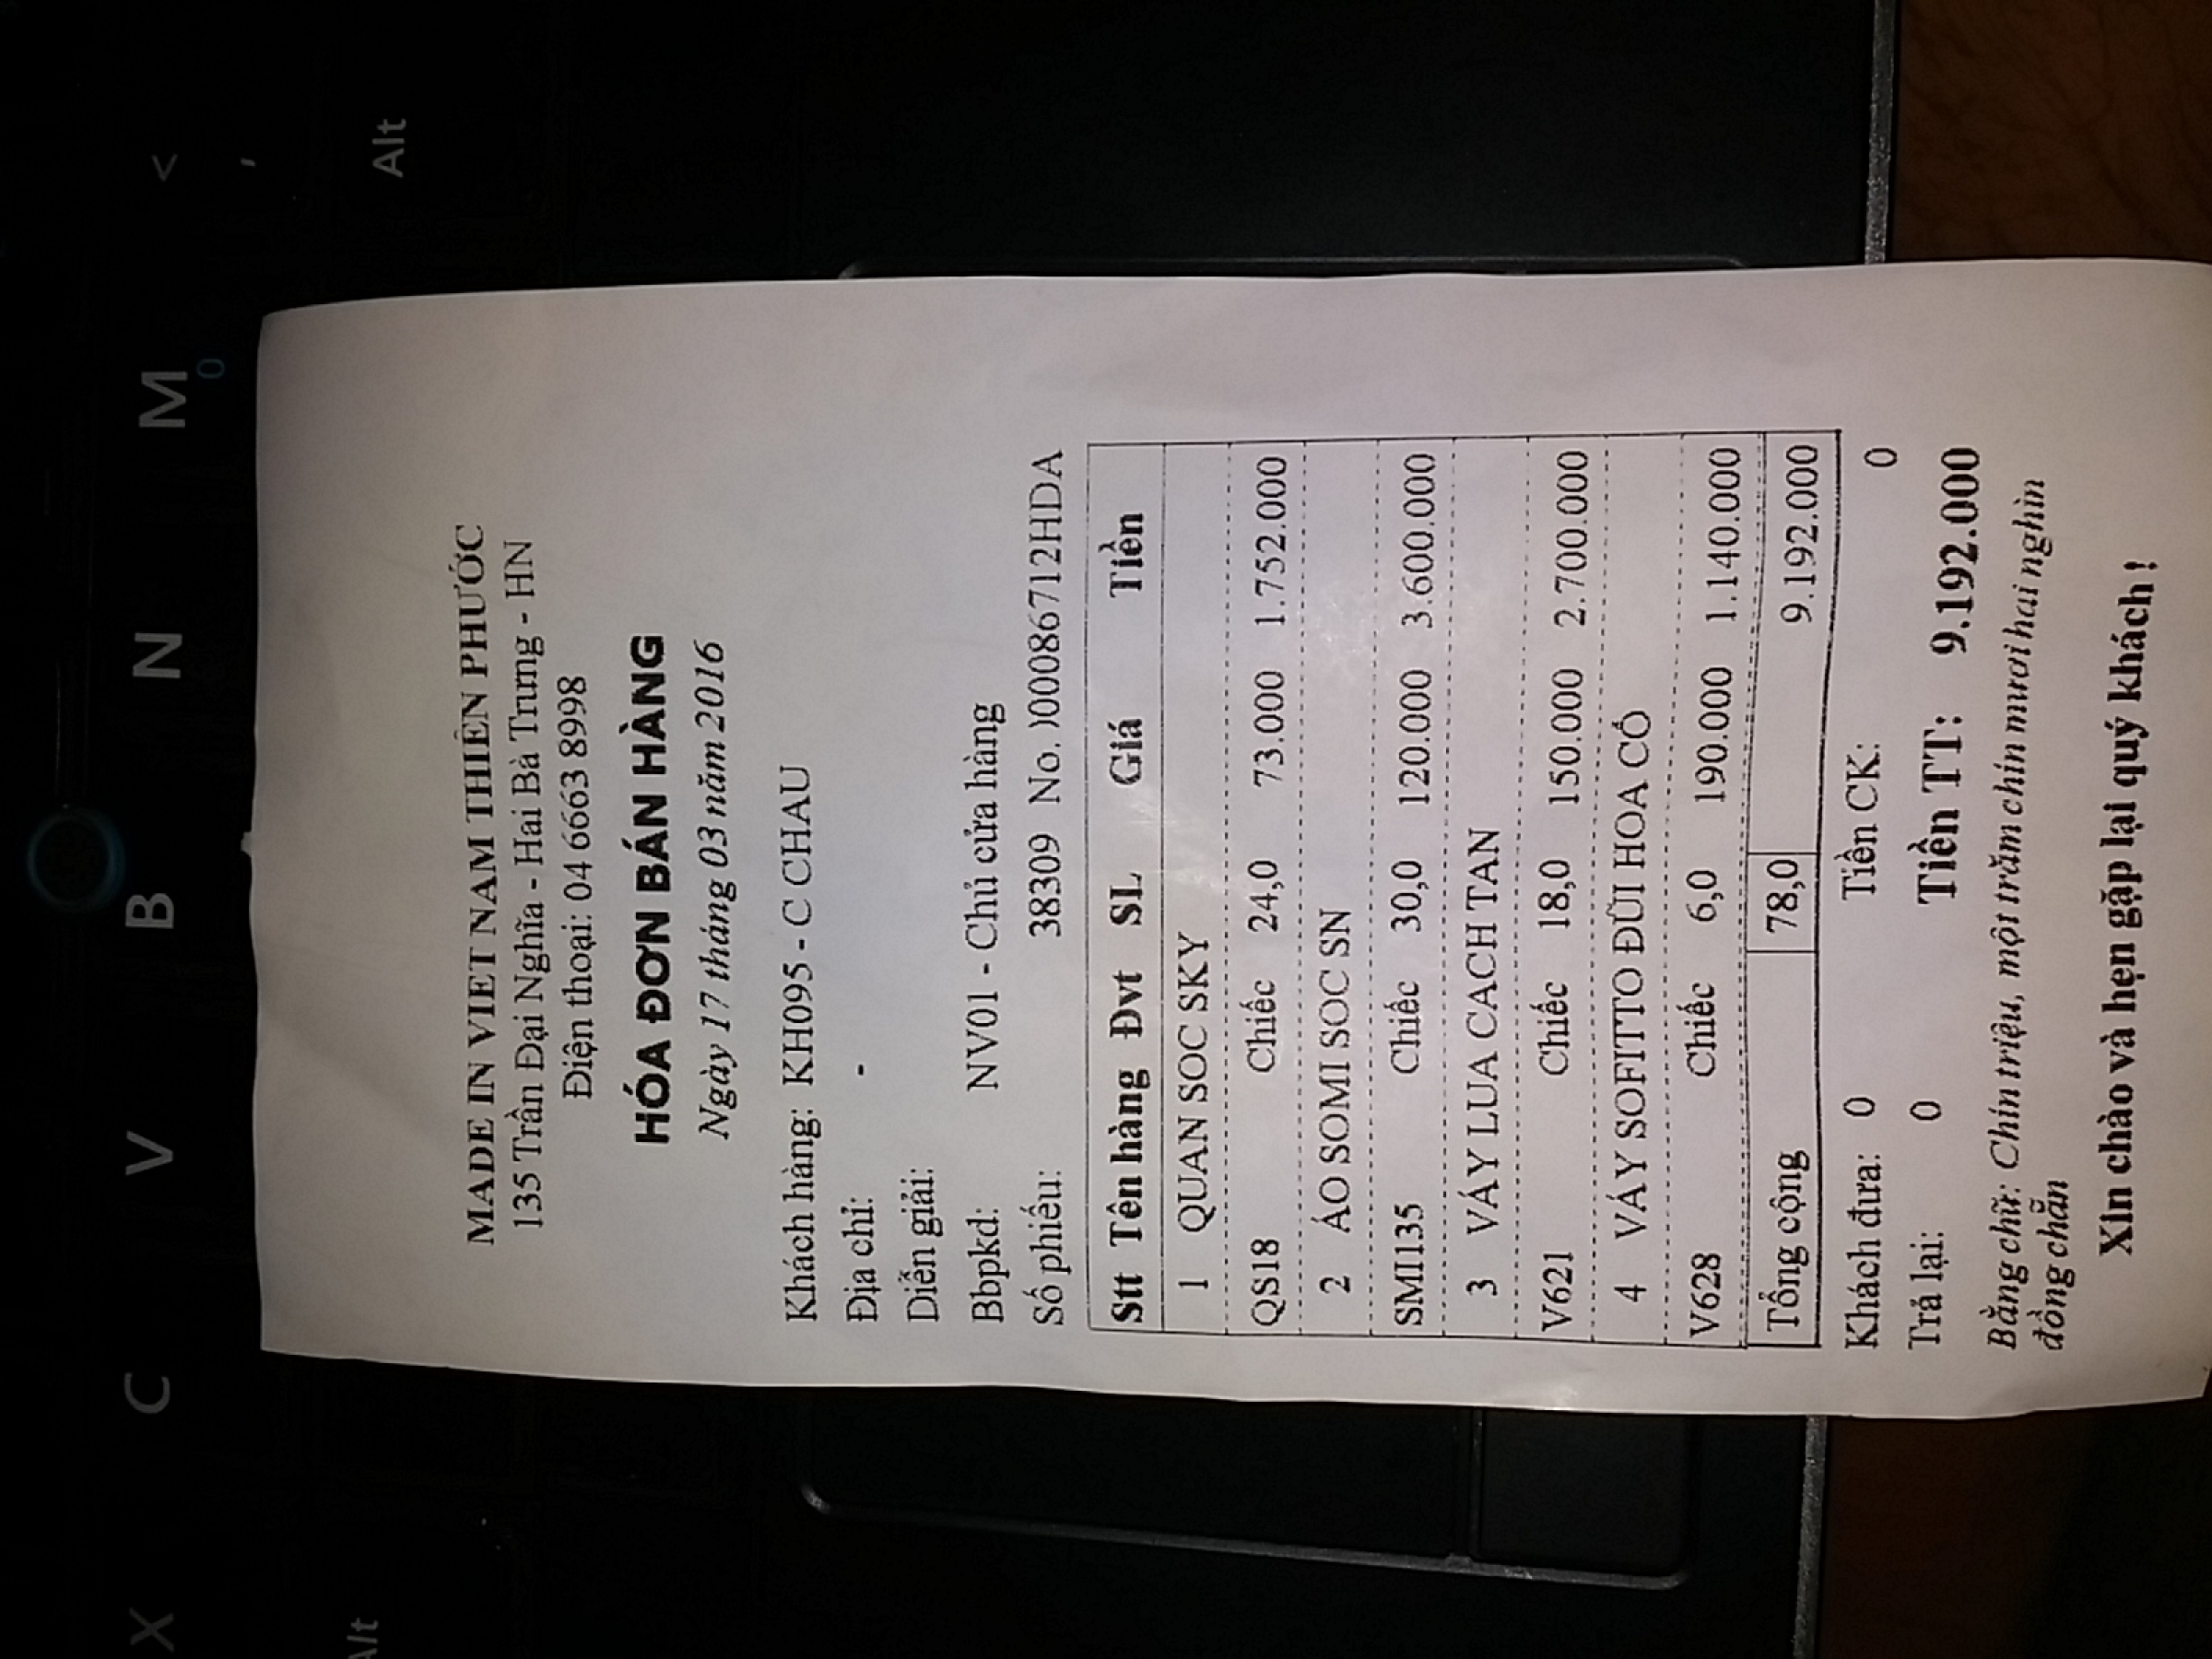 MADE IN VIET NAM THIÊN PHƯỚC
135 Trần Đại Nghĩa - Hai Bà Trưng - HN
Điện thoại: 04 6663 8998
HÓA ĐƠN BÁN HÀNG
Ngày 17 tháng 03 năm 2016
Khách hàng: KH095 - C CHAU
Địa chỉ: -
Diễn giải:
Bbpkd: NV01 - Chủ cửa hàng
Số phiếu: 38309 No. )00086712HDA
Stt Tên hàng Đvt SL Giá Tiền
1 QUAN SOC SKY
QS18 Chiếc 24,0 73.000 1.752.000
2 ÁO SOMI SOC SN
SMI135 Chiếc 30,0 120.000 3.600.000
3 VÁY LUA CACH TAN
V621 Chiếc 18,0 150.000 2.700.000
4 VÁY SOFITTO ĐŨI HOA CỔ
V628 Chiếc 6,0 190.000 1.140.000
Tổng cộng 78,0 9.192.000
Khách đưa: 0 Tiền CK: 0
Trả lại: 0 Tiền TT: 9.192.000
Bằng chữ: Chín triệu, một trăm chín mươi hai nghìn
đồng chẵn
Xin chào và hẹn gặp lại quý khách !
X C V B N M <
0 ,
Alt Alt